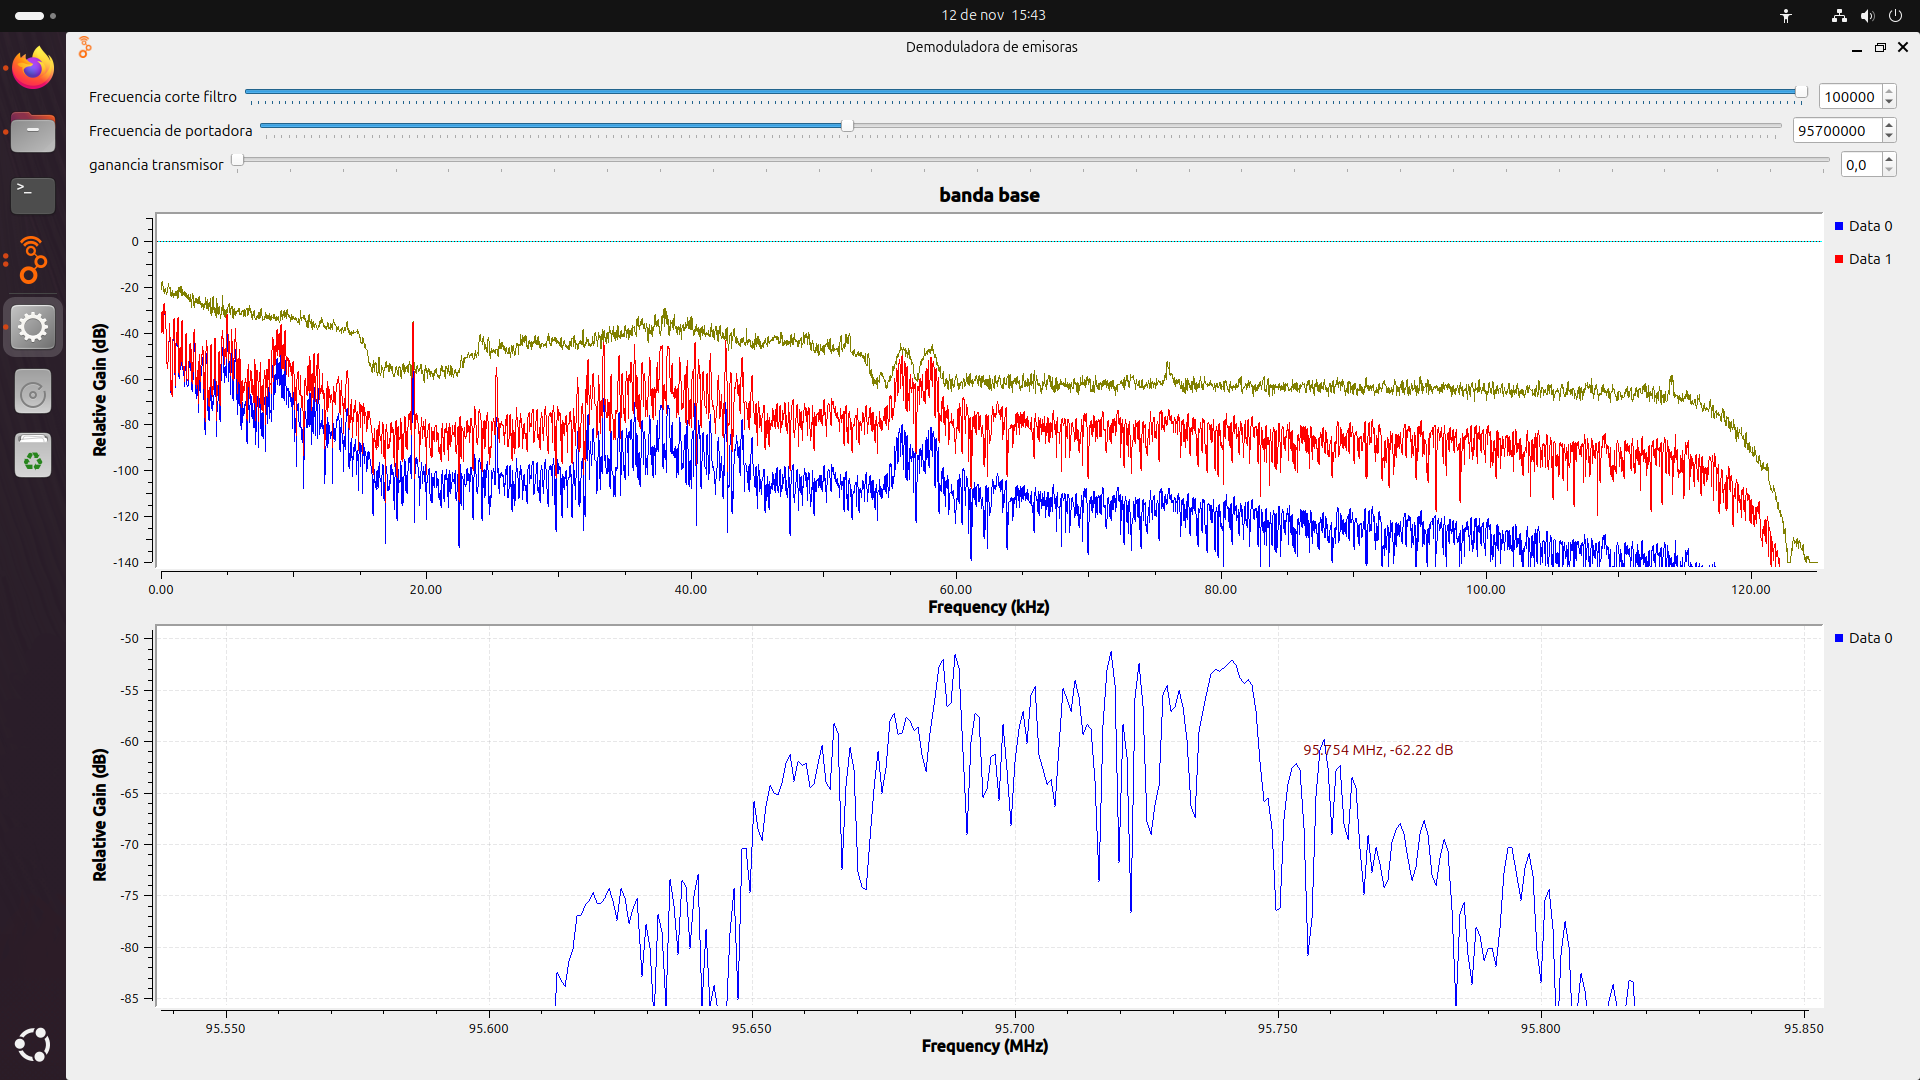 12 de nov 15:43
Demoduladora de emisoras
Frecuencia corte filtro 100000
Frecuencia de portadora 95700000
ganancia transmisor 0,0
banda base
Relative Gain (dB)
0
-20
-40
-60
-80
-100
-120
-140
0.00 20.00 40.00 60.00 80.00 100.00 120.00
Frequency (kHz)
Data 0
Data 1
Relative Gain (dB)
-50
-55
-60
-65
-70
-75
-80
-85
95.754 MHz, -62.22 dB
95.550 95.600 95.650 95.700 95.750 95.800 95.850
Frequency (MHz)
Data 0
>_